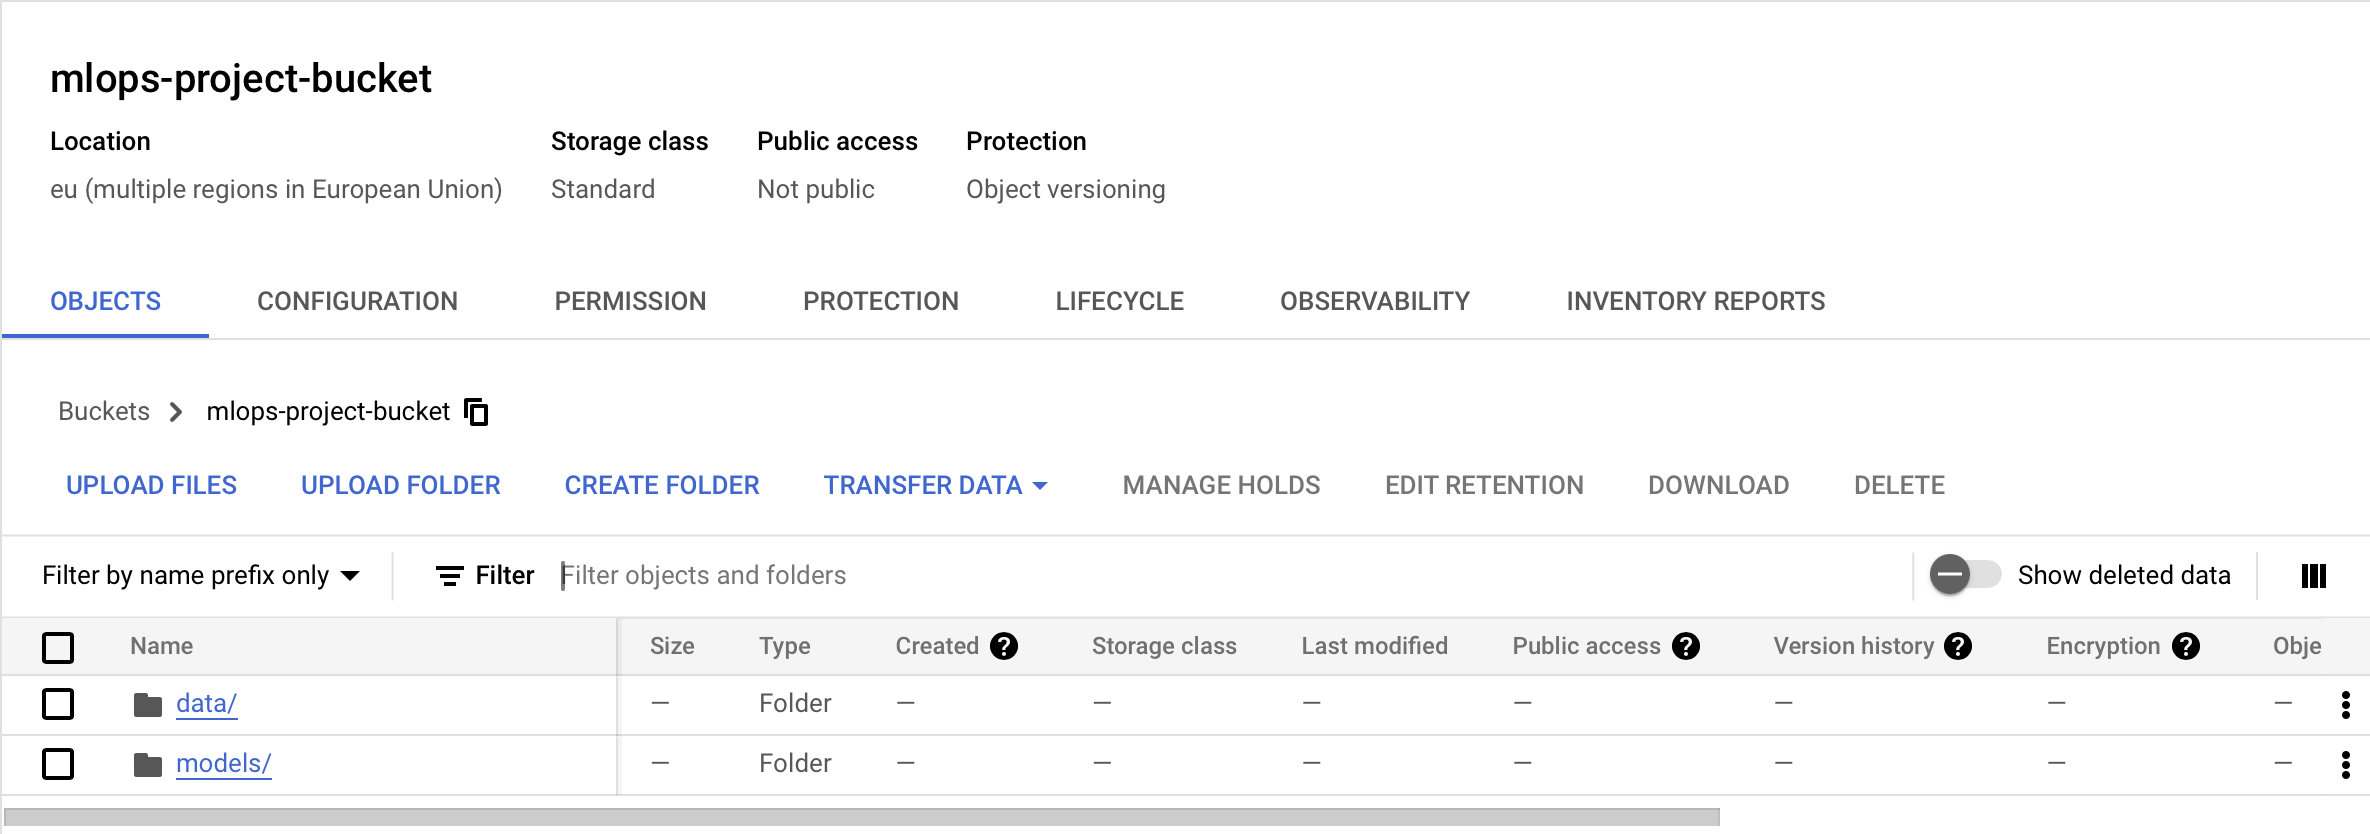 mlops-project-bucket
Location Storage class Public access Protection
eu (multiple regions in European Union) Standard Not public Object versioning
OBJECTS CONFIGURATION PERMISSION PROTECTION LIFECYCLE OBSERVABILITY INVENTORY REPORTS
Buckets > mlops-project-bucket
UPLOAD FILES UPLOAD FOLDER CREATE FOLDER TRANSFER DATA MANAGE HOLDS EDIT RETENTION DOWNLOAD DELETE
Filter by name prefix only Filter Filter objects and folders Show deleted data
Name Size Type Created ? Storage class Last modified Public access ? Version history ? Encryption ? Obje
data/ — Folder — — — — — — —
models/ — Folder — — — — — — —